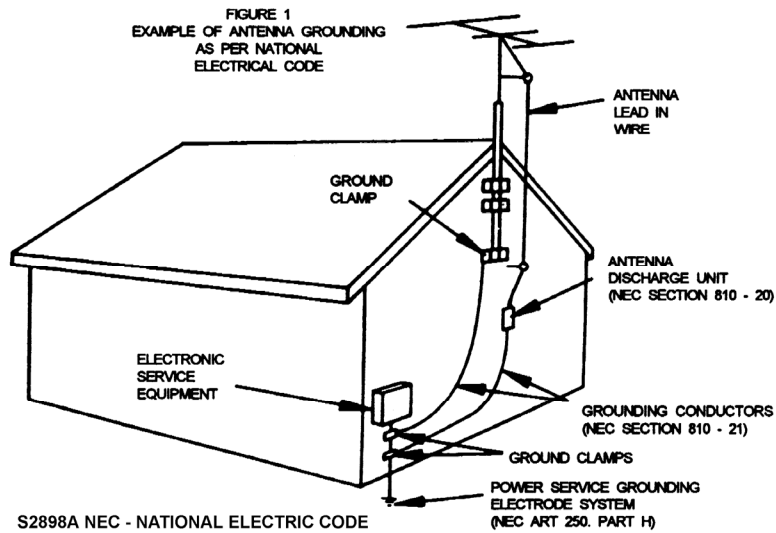 FIGURE 1
EXAMPLE OF ANTENNA GROUNDING
AS PER NATIONAL
ELECTRICAL CODE
ANTENNA
LEAD IN
WIRE
GROUND
CLAMP
ANTENNA
DISCHARGE UNIT
(NEC SECTION 810 - 20)
ELECTRONIC
SERVICE
EQUIPMENT
GROUNDING CONDUCTORS
(NEC SECTION 810 - 21)
GROUND CLAMPS
POWER SERVICE GROUNDING
ELECTRODE SYSTEM
(NEC ART 250. PART H)
S2898A NEC - NATIONAL ELECTRIC CODE